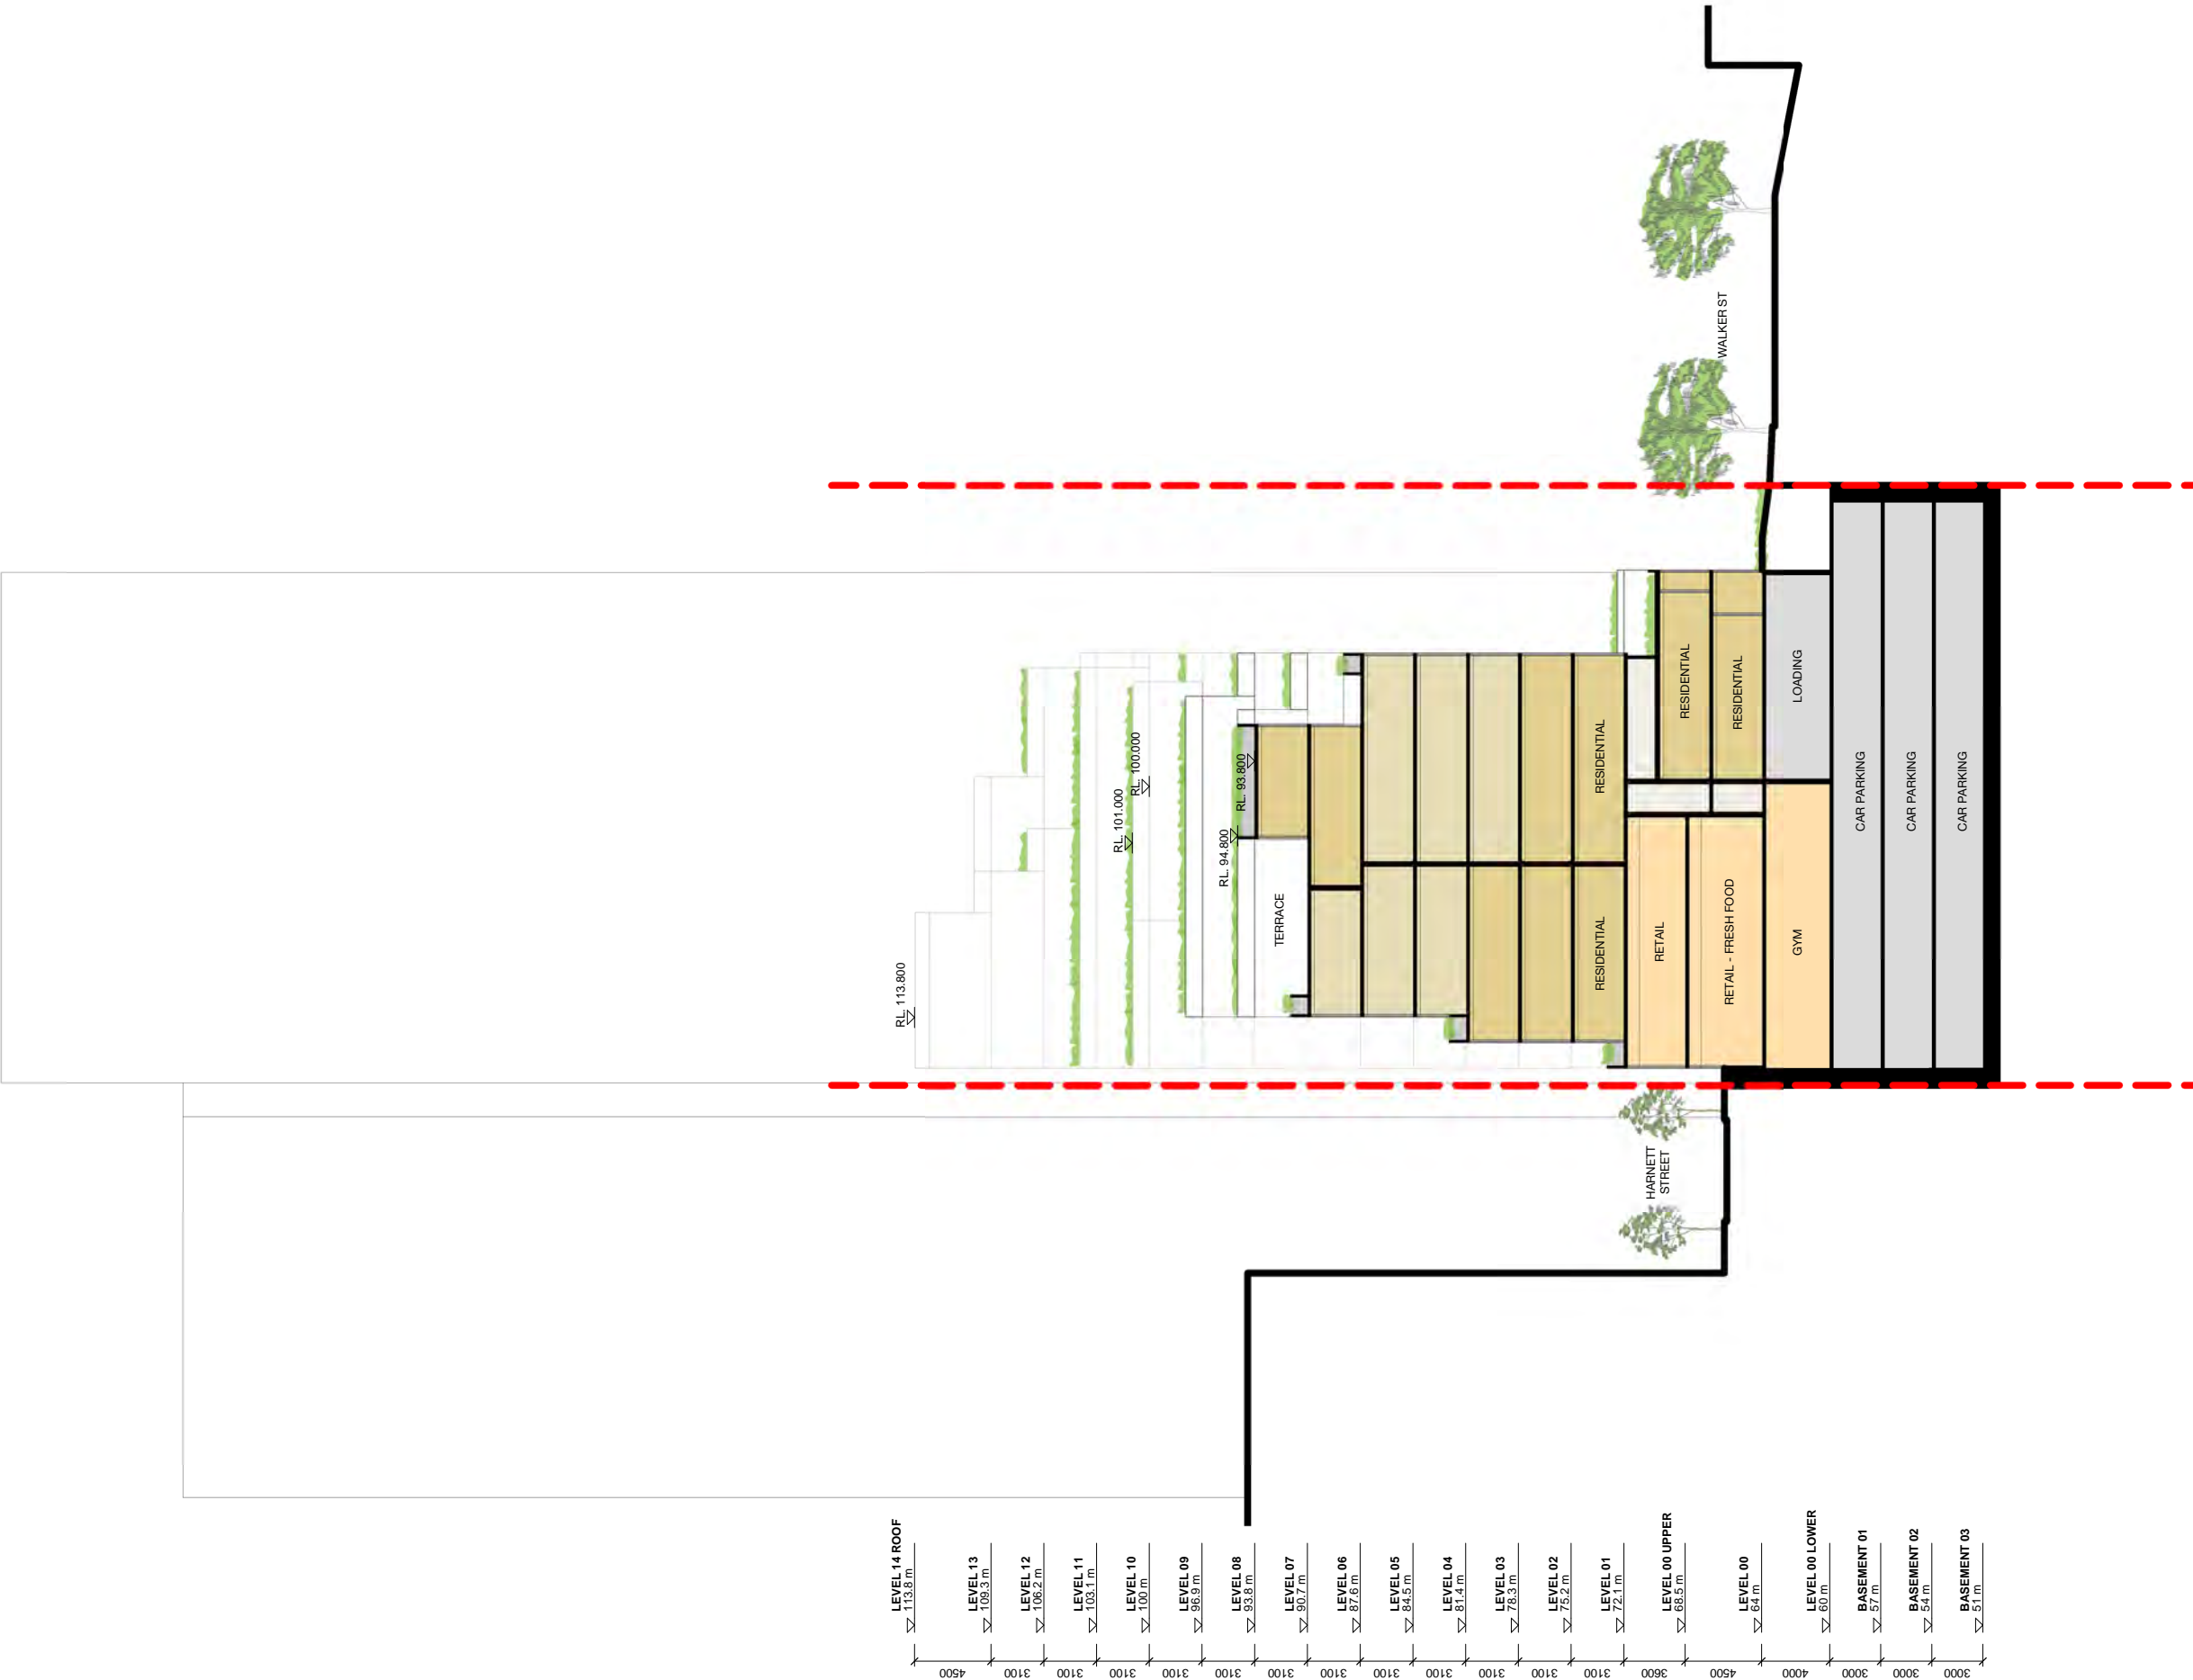 LEVEL 14 ROOF
113.8 m
LEVEL 13
109.3 m
LEVEL 12
106.2 m
LEVEL 11
103.1 m
LEVEL 10
100 m
LEVEL 09
96.9 m
LEVEL 08
93.8 m
LEVEL 07
90.7 m
LEVEL 06
87.6 m
LEVEL 05
84.5 m
LEVEL 04
81.4 m
LEVEL 03
78.3 m
LEVEL 02
75.2 m
LEVEL 01
72.1 m
LEVEL 00 UPPER
68.5 m
LEVEL 00
64 m
LEVEL 00 LOWER
60 m
BASEMENT 01
57 m
BASEMENT 02
54 m
BASEMENT 03
51 m
4500
3100
3100
3100
3100
3100
3100
3100
3100
3100
3100
3100
3100
3600
4500
4000
3000
3000
3000
RL. 113.800
RL. 101.000
RL. 100.000
RL. 94.800
RL. 93.800
TERRACE
RESIDENTIAL
RESIDENTIAL
RETAIL
RESIDENTIAL
RETAIL - FRESH FOOD
RESIDENTIAL
GYM
LOADING
CAR PARKING
CAR PARKING
CAR PARKING
HARNETT
STREET
WALKER ST